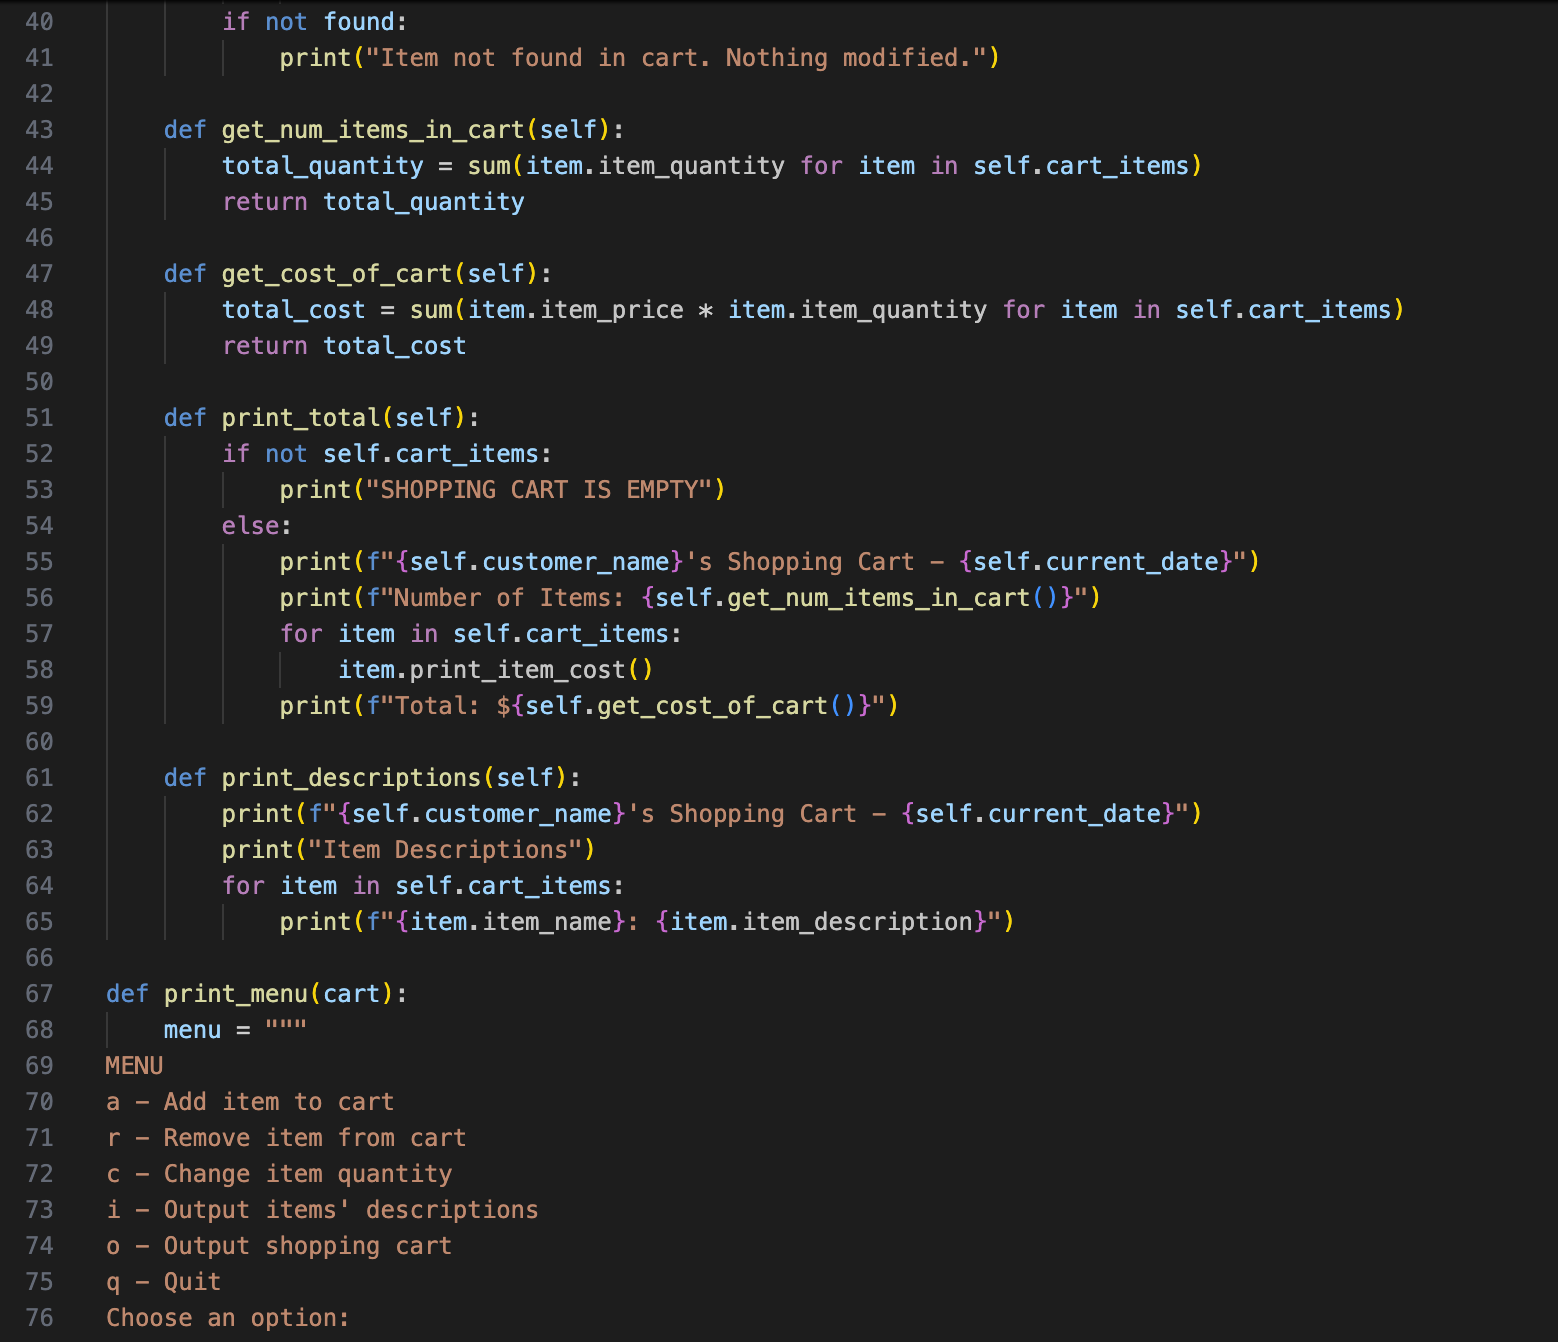 40 if not found:
41 print("Item not found in cart. Nothing modified.")
42
43 def get_num_items_in_cart(self):
44 total_quantity = sum(item.item_quantity for item in self.cart_items)
45 return total_quantity
46
47 def get_cost_of_cart(self):
48 total_cost = sum(item.item_price * item.item_quantity for item in self.cart_items)
49 return total_cost
50
51 def print_total(self):
52 if not self.cart_items:
53 print("SHOPPING CART IS EMPTY")
54 else:
55 print(f"{self.customer_name}'s Shopping Cart - {self.current_date}")
56 print(f"Number of Items: {self.get_num_items_in_cart()}")
57 for item in self.cart_items:
58 item.print_item_cost()
59 print(f"Total: ${self.get_cost_of_cart()}")
60
61 def print_descriptions(self):
62 print(f"{self.customer_name}'s Shopping Cart - {self.current_date}")
63 print("Item Descriptions")
64 for item in self.cart_items:
65 print(f"{item.item_name}: {item.item_description}")
66
67 def print_menu(cart):
68 menu = """
69 MENU
70 a - Add item to cart
71 r - Remove item from cart
72 c - Change item quantity
73 i - Output items' descriptions
74 o - Output shopping cart
75 q - Quit
76 Choose an option: